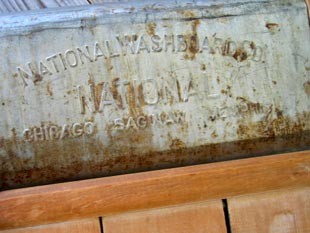 NATIONAL WASHBOARD CO.
NATIONAL
CHICAGO SAGINAW MEMPHIS